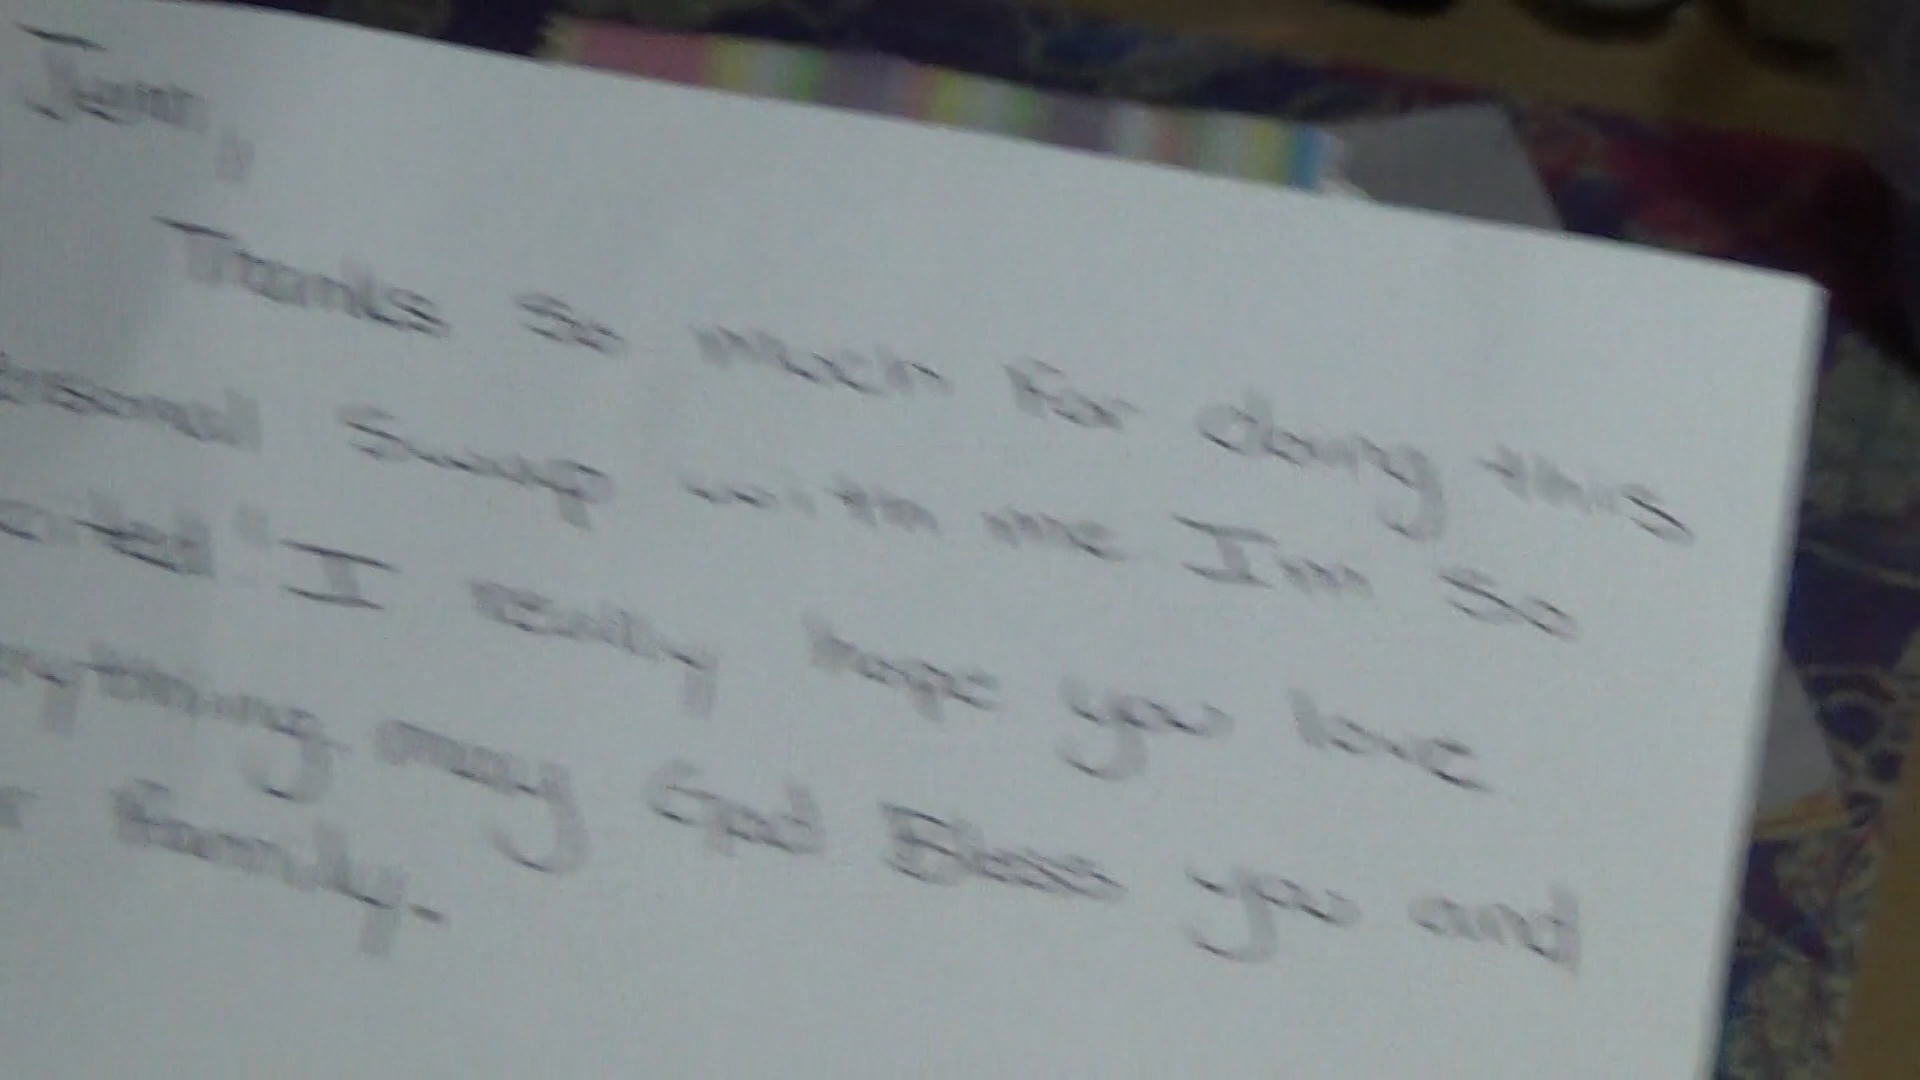 Thanks So much for doing this
Swap with me Im So
I really hope you love
may God Bless you and
family.